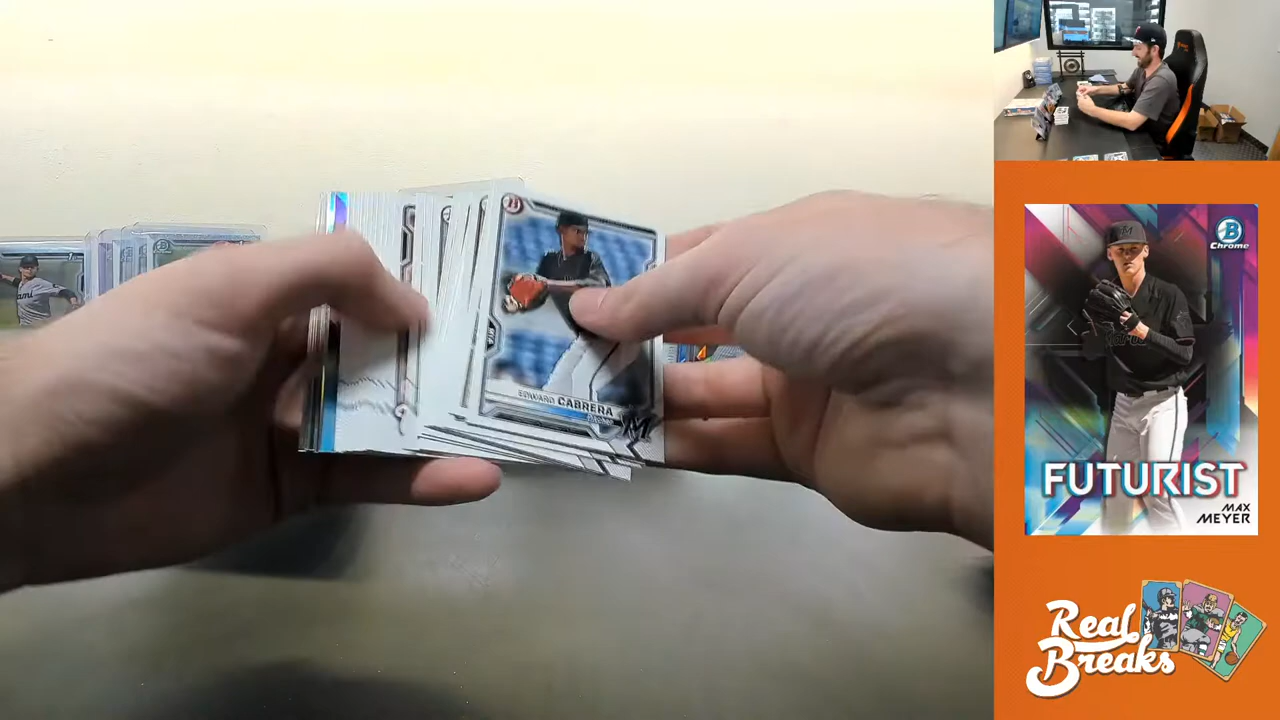 EDWARD CABRERA
B
Chrome
FUTURIST
MAX
MEYER
Real
Breaks